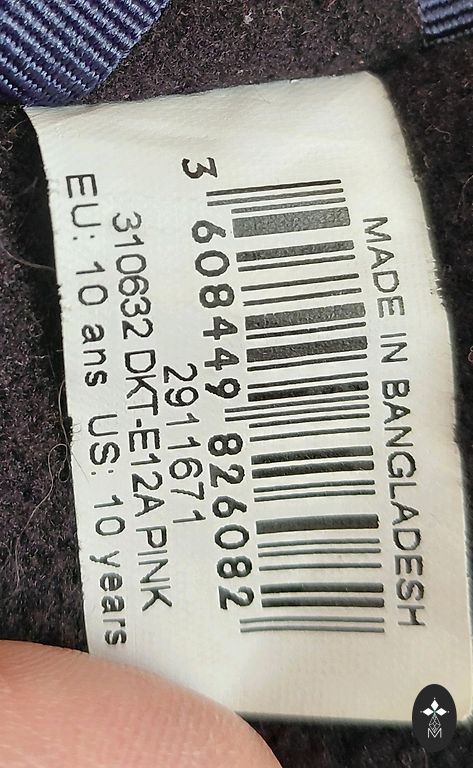 MADE IN BANGLADESH
3 608449 826082
2911671
310632 DKT-E12A PINK
EU: 10 ans US: 10 years
M